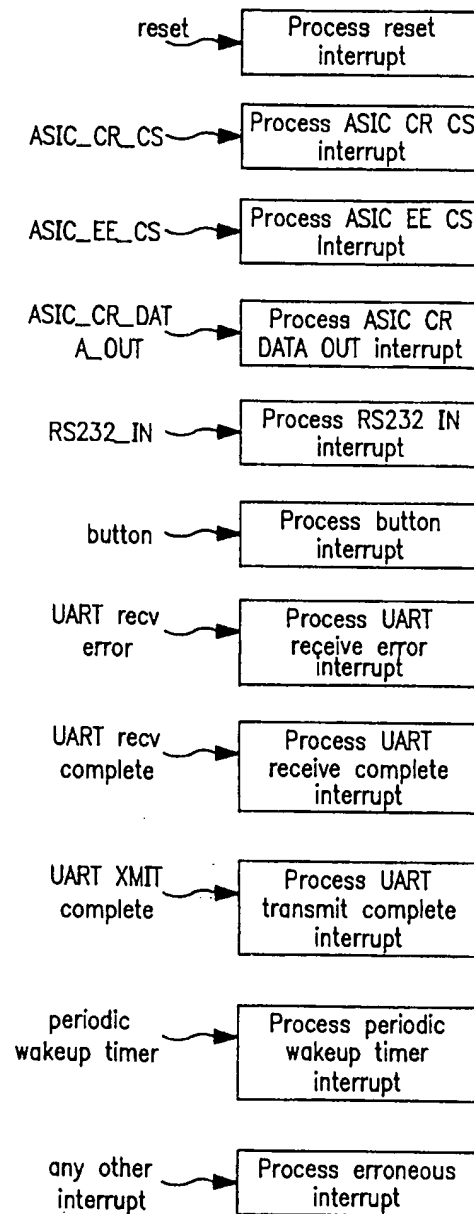 reset
Process reset
interrupt
ASIC_CR_CS
Process ASIC CR CS
interrupt
ASIC_EE_CS
Process ASIC EE CS
Interrupt
ASIC_CR_DAT
A_OUT
Process ASIC CR
DATA OUT interrupt
RS232_IN
Process RS232 IN
interrupt
button
Process button
interrupt
UART recv
error
Process UART
receive error
interrupt
UART recv
complete
Process UART
receive complete
interrupt
UART XMIT
complete
Process UART
transmit complete
interrupt
periodic
wakeup timer
Process periodic
wakeup timer
interrupt
any other
interrupt
Process erroneous
interrupt